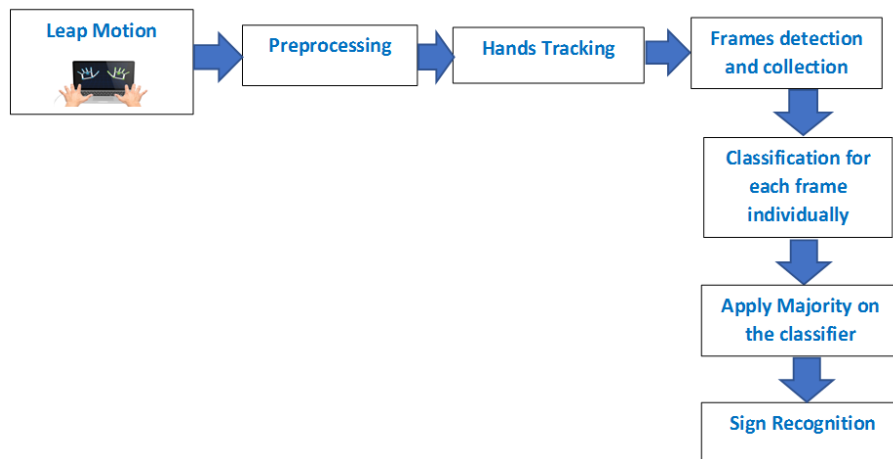 Leap Motion
Preprocessing
Hands Tracking
Frames detection
and collection
Classification for
each frame
individually
Apply Majority on
the classifier
Sign Recognition